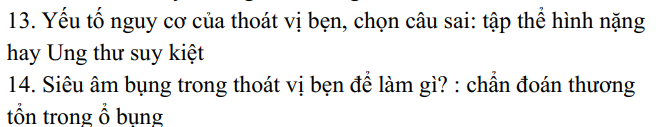 13. Yếu tố nguy cơ của thoát vị bẹn, chọn câu sai: tập thể hình nặng
hay Ung thư suy kiệt
14. Siêu âm bụng trong thoát vị bẹn để làm gì? : chẩn đoán thương
tổn trong ổ bụng